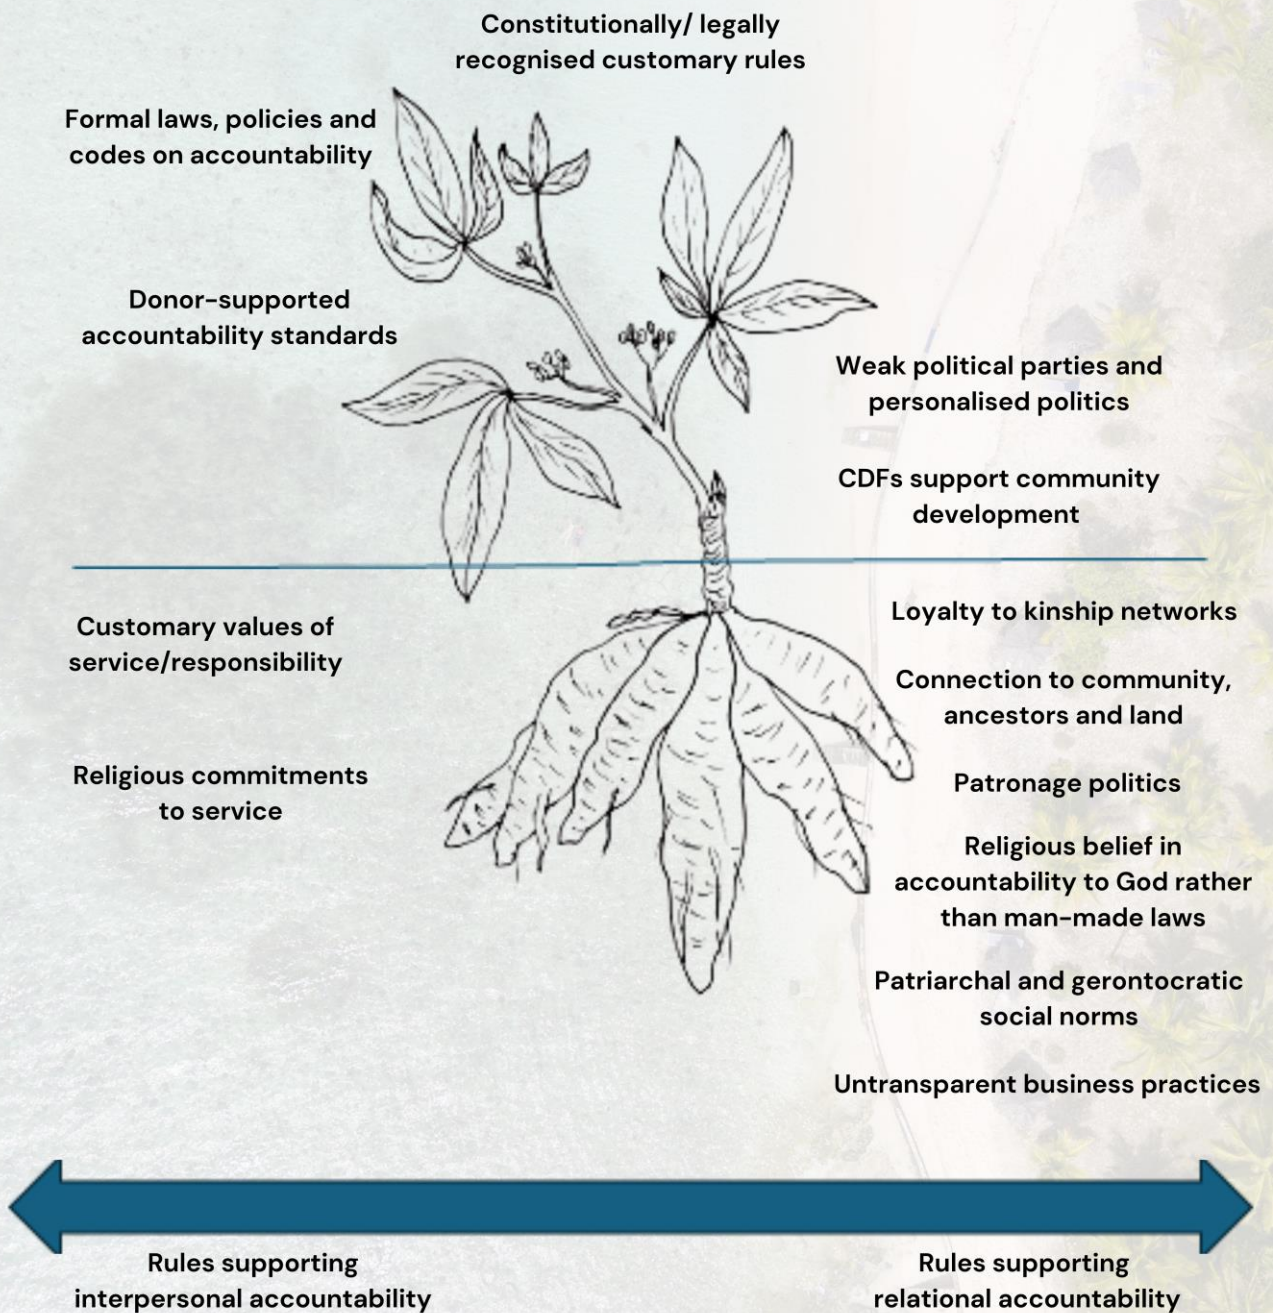 Constitutionally/ legally
recognised customary rules
Formal laws, policies and
codes on accountability
Donor-supported
accountability standards
Weak political parties and
personalised politics
CDFs support community
development
Customary values of
service/responsibility
Religious commitments
to service
Loyalty to kinship networks
Connection to community,
ancestors and land
Patronage politics
Religious belief in
accountability to God rather
than man-made laws
Patriarchal and gerontocratic
social norms
Untransparent business practices
Rules supporting
interpersonal accountability
Rules supporting
relational accountability